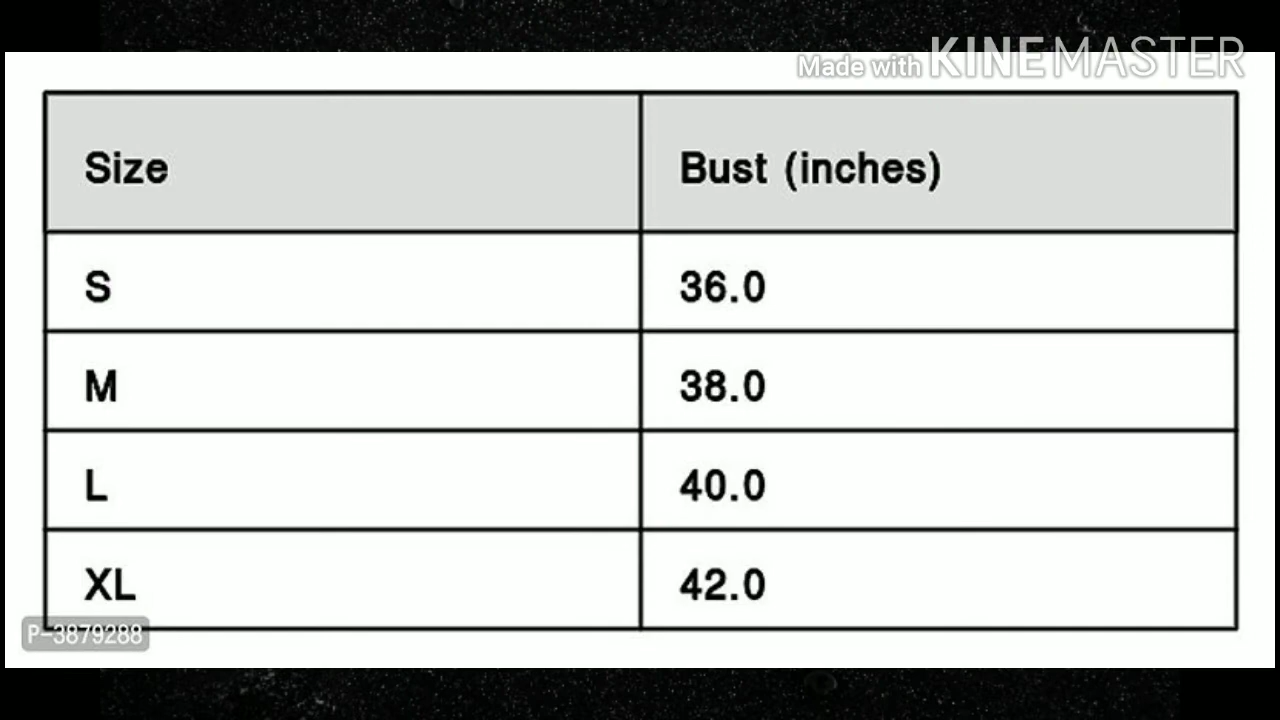 Made with KINEMASTER
Size Bust (inches)
S 36.0
M 38.0
L 40.0
XL 42.0
P-3879288